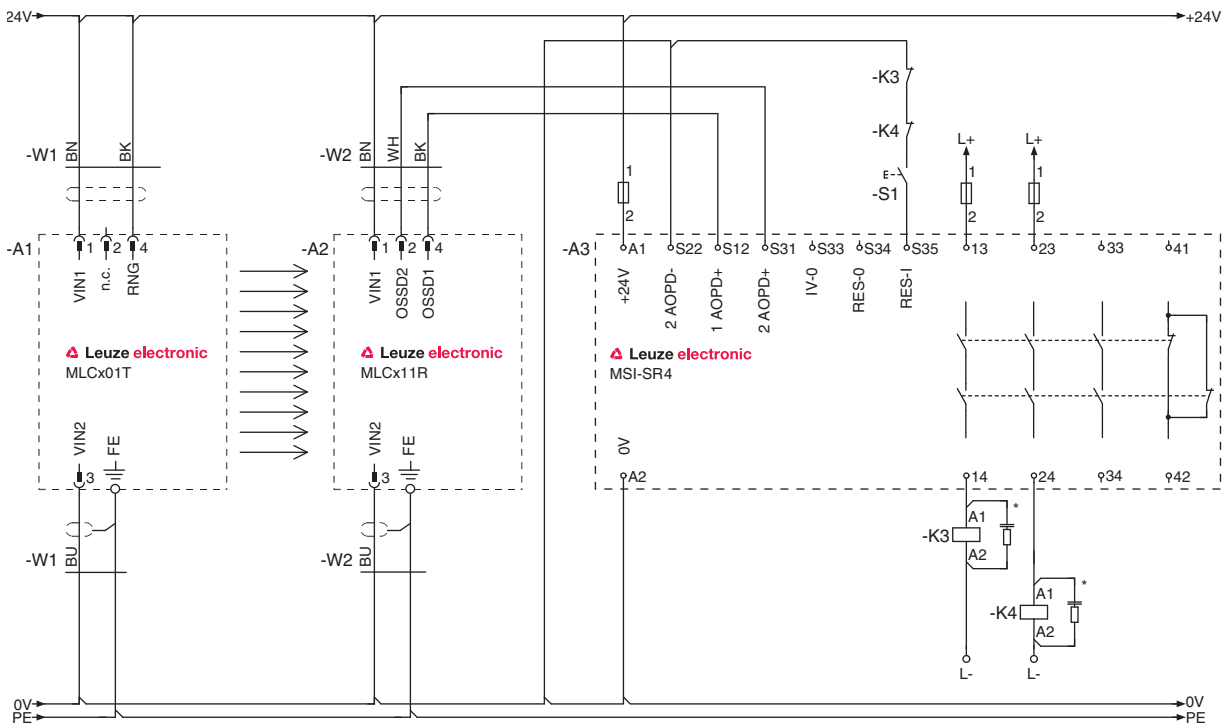 24V
+24V
-K3
-K4
E
-S1
-W1
BN
BK
-W2
BN
WH
BK
1
2
L+
1
2
L+
1
2
-A1
1
2
4
VIN1
n.c.
RNG
-A2
1
2
4
VIN1
OSSD2
OSSD1
-A3
A1
S22
S12
S31
S33
S34
S35
13
23
33
41
+24V
2 AOPD-
1 AOPD+
2 AOPD+
IV-0
RES-0
RES-I
Leuze electronic
MLCx01T
Leuze electronic
MLCx11R
Leuze electronic
MSI-SR4
VIN2
FE
3
VIN2
FE
3
0V
A2
14
24
34
42
-W1
BU
-W2
BU
-K3
A1
A2
*
-K4
A1
A2
*
L-
L-
0V
0V
PE
PE